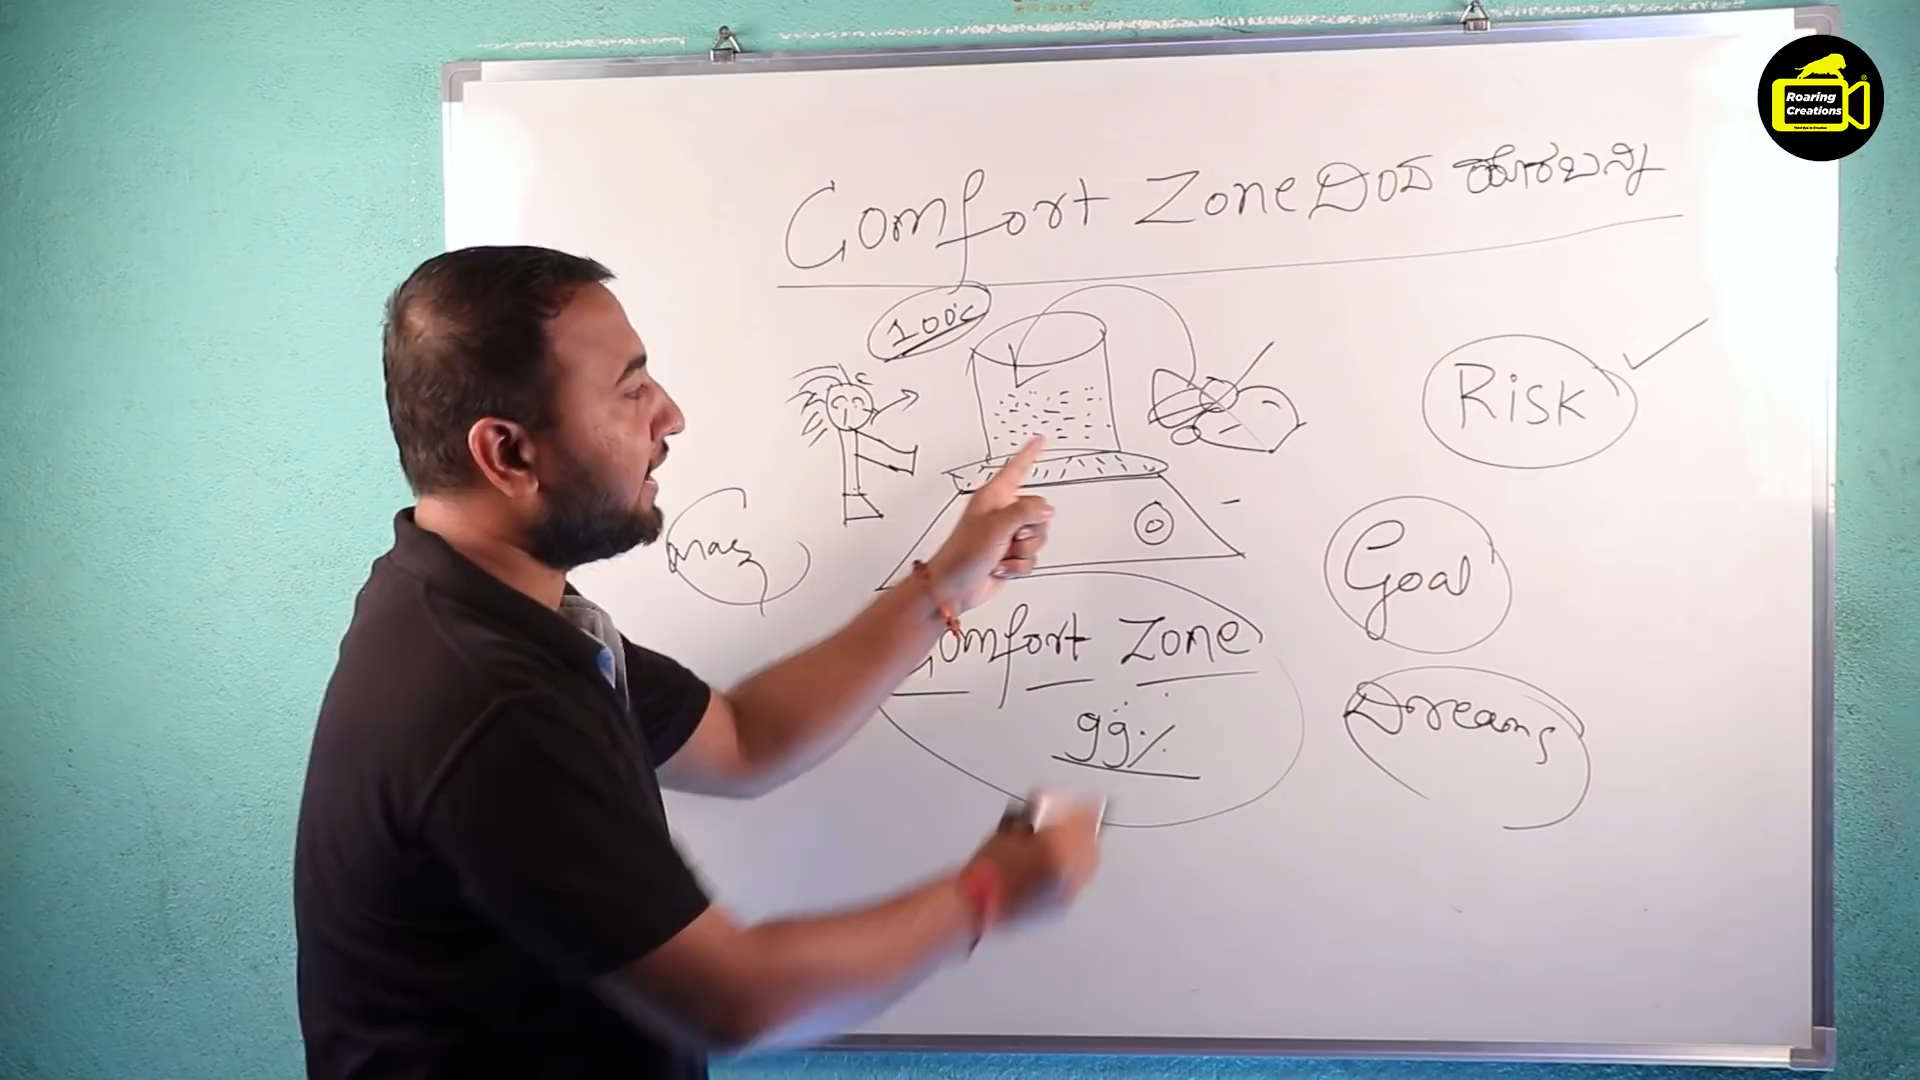 Roaring
Creations
Comfort Zone ದಿಂದ ಹೊರಬನ್ನಿ
100°c
Risk
Goal
Comfort Zone
99%
Dreams